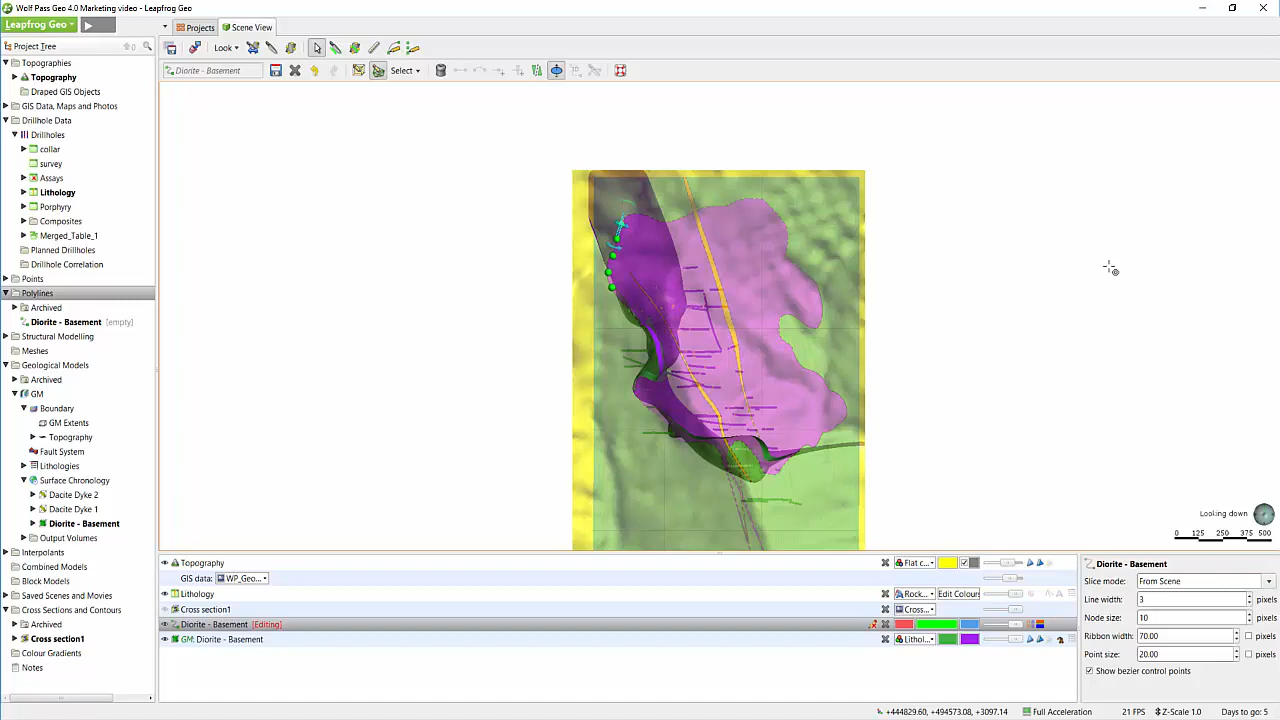 Wolf Pass Geo 4.0 Marketing video - Leapfrog Geo
Leapfrog Geo
Projects
Scene View
Project Tree
Look
Diorite - Basement
Select
Topographies
Topography
Draped GIS Objects
GIS Data, Maps and Photos
Drillhole Data
Drillholes
collar
survey
Assays
Lithology
Porphyry
Composites
Merged_Table_1
Planned Drillholes
Drillhole Correlation
Points
Polylines
Archived
Diorite - Basement [empty]
Structural Modelling
Meshes
Geological Models
Archived
GM
Boundary
GM Extents
Topography
Fault System
Lithologies
Surface Chronology
Dacite Dyke 2
Dacite Dyke 1
Diorite - Basement
Output Volumes
Interpolants
Combined Models
Block Models
Saved Scenes and Movies
Cross Sections and Contours
Archived
Cross section1
Colour Gradients
Notes
Looking down
0 125 250 375 500
Topography Flat c...
GIS data: WP_Geo...
Lithology Rock... Edit Colours
Cross section1 Cross...
Diorite - Basement [Editing]
GM: Diorite - Basement Lithol...
Diorite - Basement
Slice mode: From Scene
Line width: 3 pixels
Node size: 10 pixels
Ribbon width: 70.00 pixels
Point size: 20.00 pixels
Show bezier control points
+444829.60, +494573.08, +3097.14
Full Acceleration
21 FPS
Z-Scale 1.0
Days to go: 5